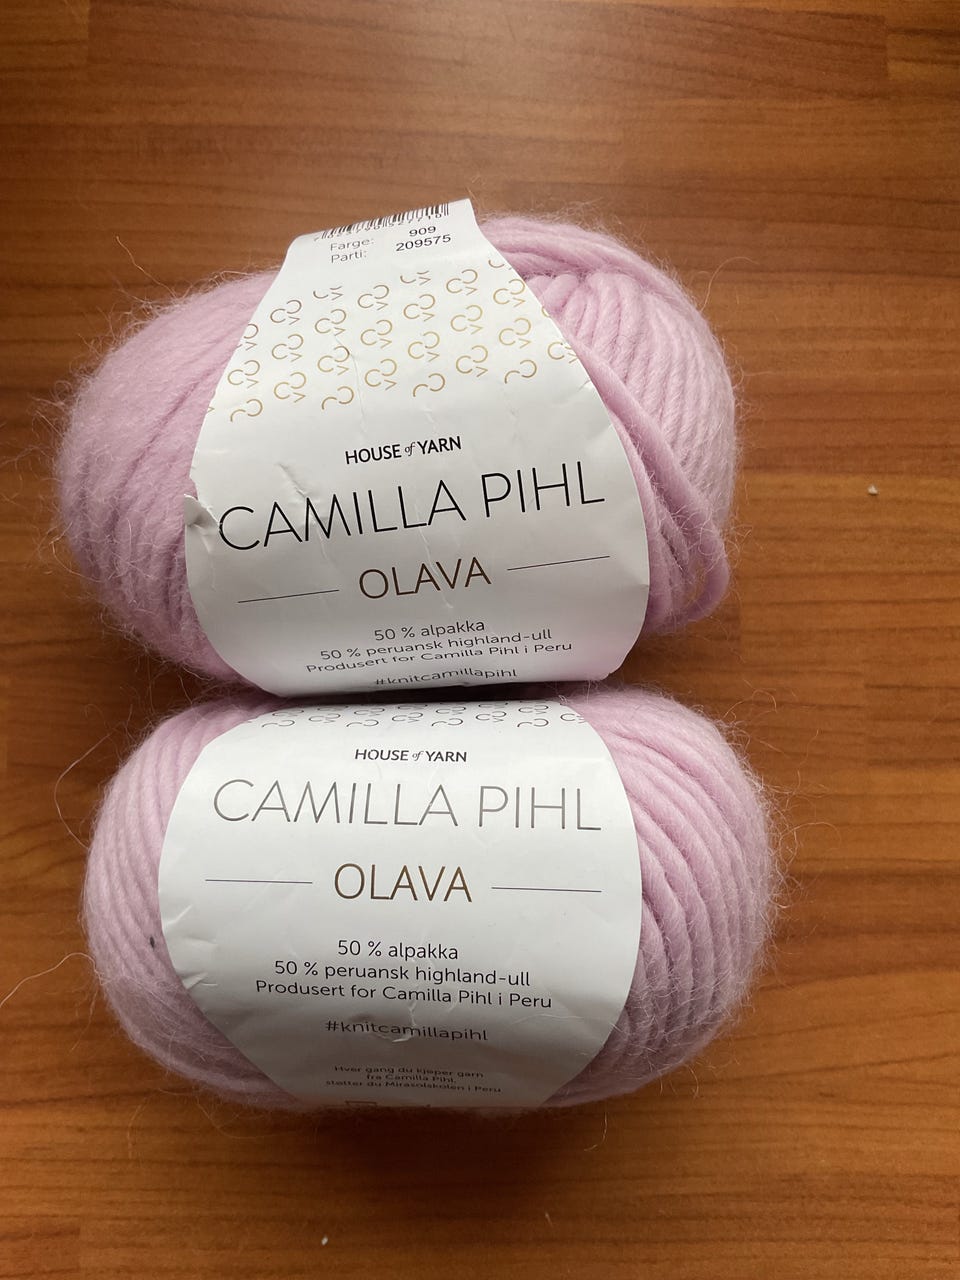 Farge: 909
Parti: 209575
HOUSE of YARN
CAMILLA PIHL
OLAVA
50 % alpakka
50 % peruansk highland-ull
Produsert for Camilla Pihl i Peru
#knitcamillapihl
HOUSE of YARN
CAMILLA PIHL
OLAVA
50 % alpakka
50 % peruansk highland-ull
Produsert for Camilla Pihl i Peru
#knitcamillapihl
Hver gang du kjøper garn
fra Camilla Pihl,
støtter du Mirasolskolen i Peru